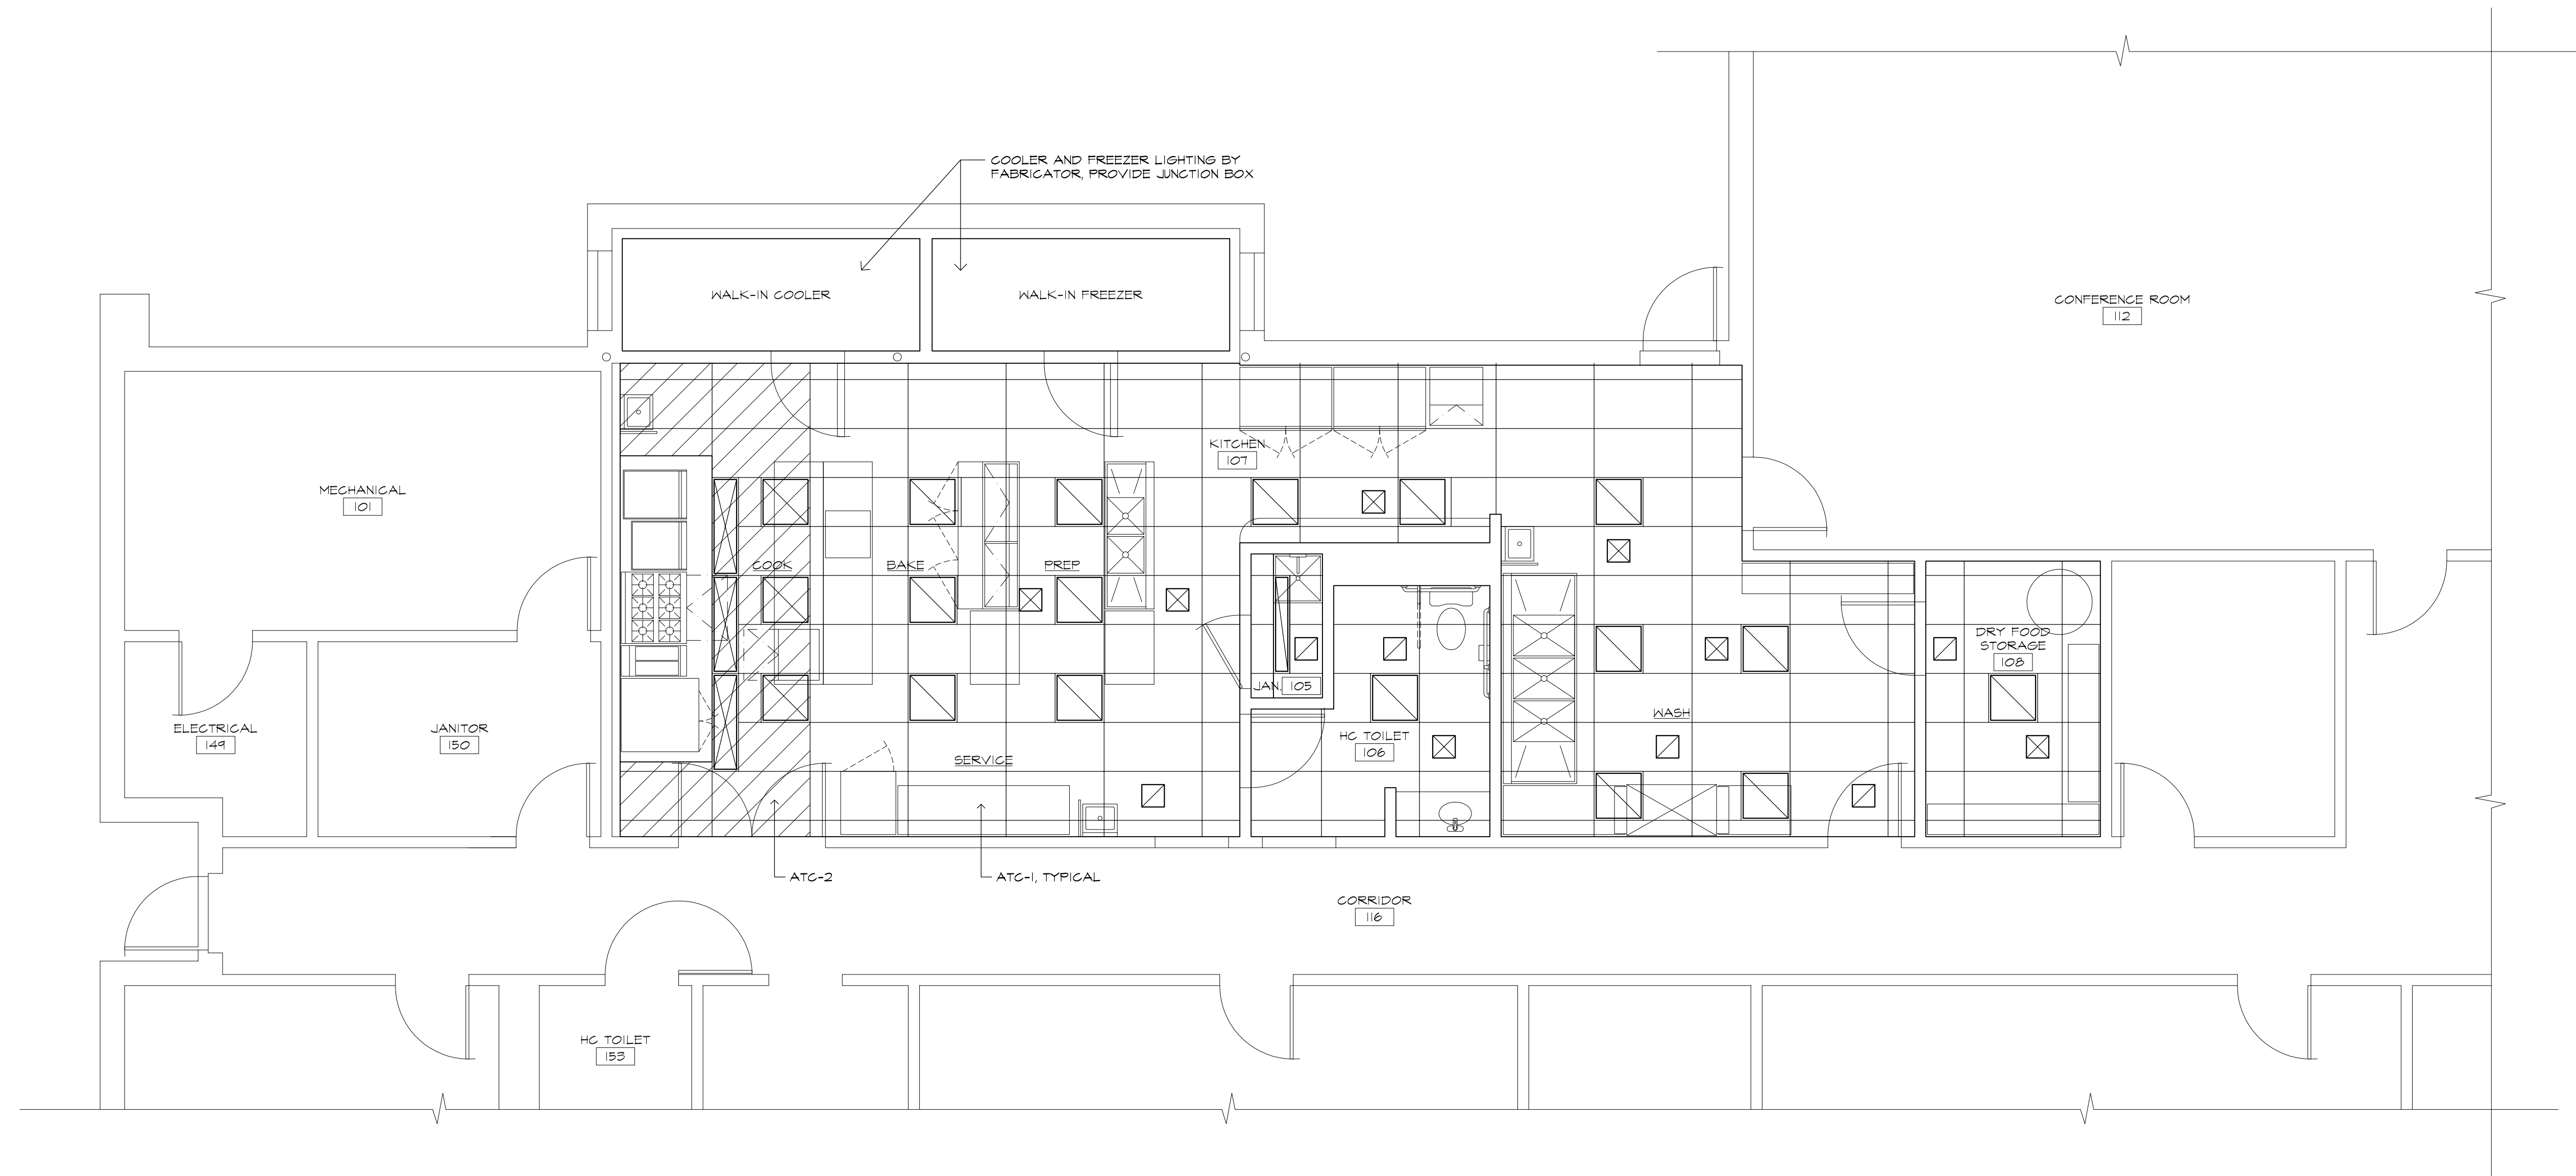 COOLER AND FREEZER LIGHTING BY
FABRICATOR, PROVIDE JUNCTION BOX
WALK-IN COOLER
WALK-IN FREEZER
CONFERENCE ROOM
112
KITCHEN
107
MECHANICAL
101
COOK
BAKE
PREP
DRY FOOD
STORAGE
108
JAN.
105
WASH
ELECTRICAL
149
JANITOR
150
HC TOILET
106
SERVICE
ATC-2
ATC-1, TYPICAL
CORRIDOR
116
HC TOILET
153